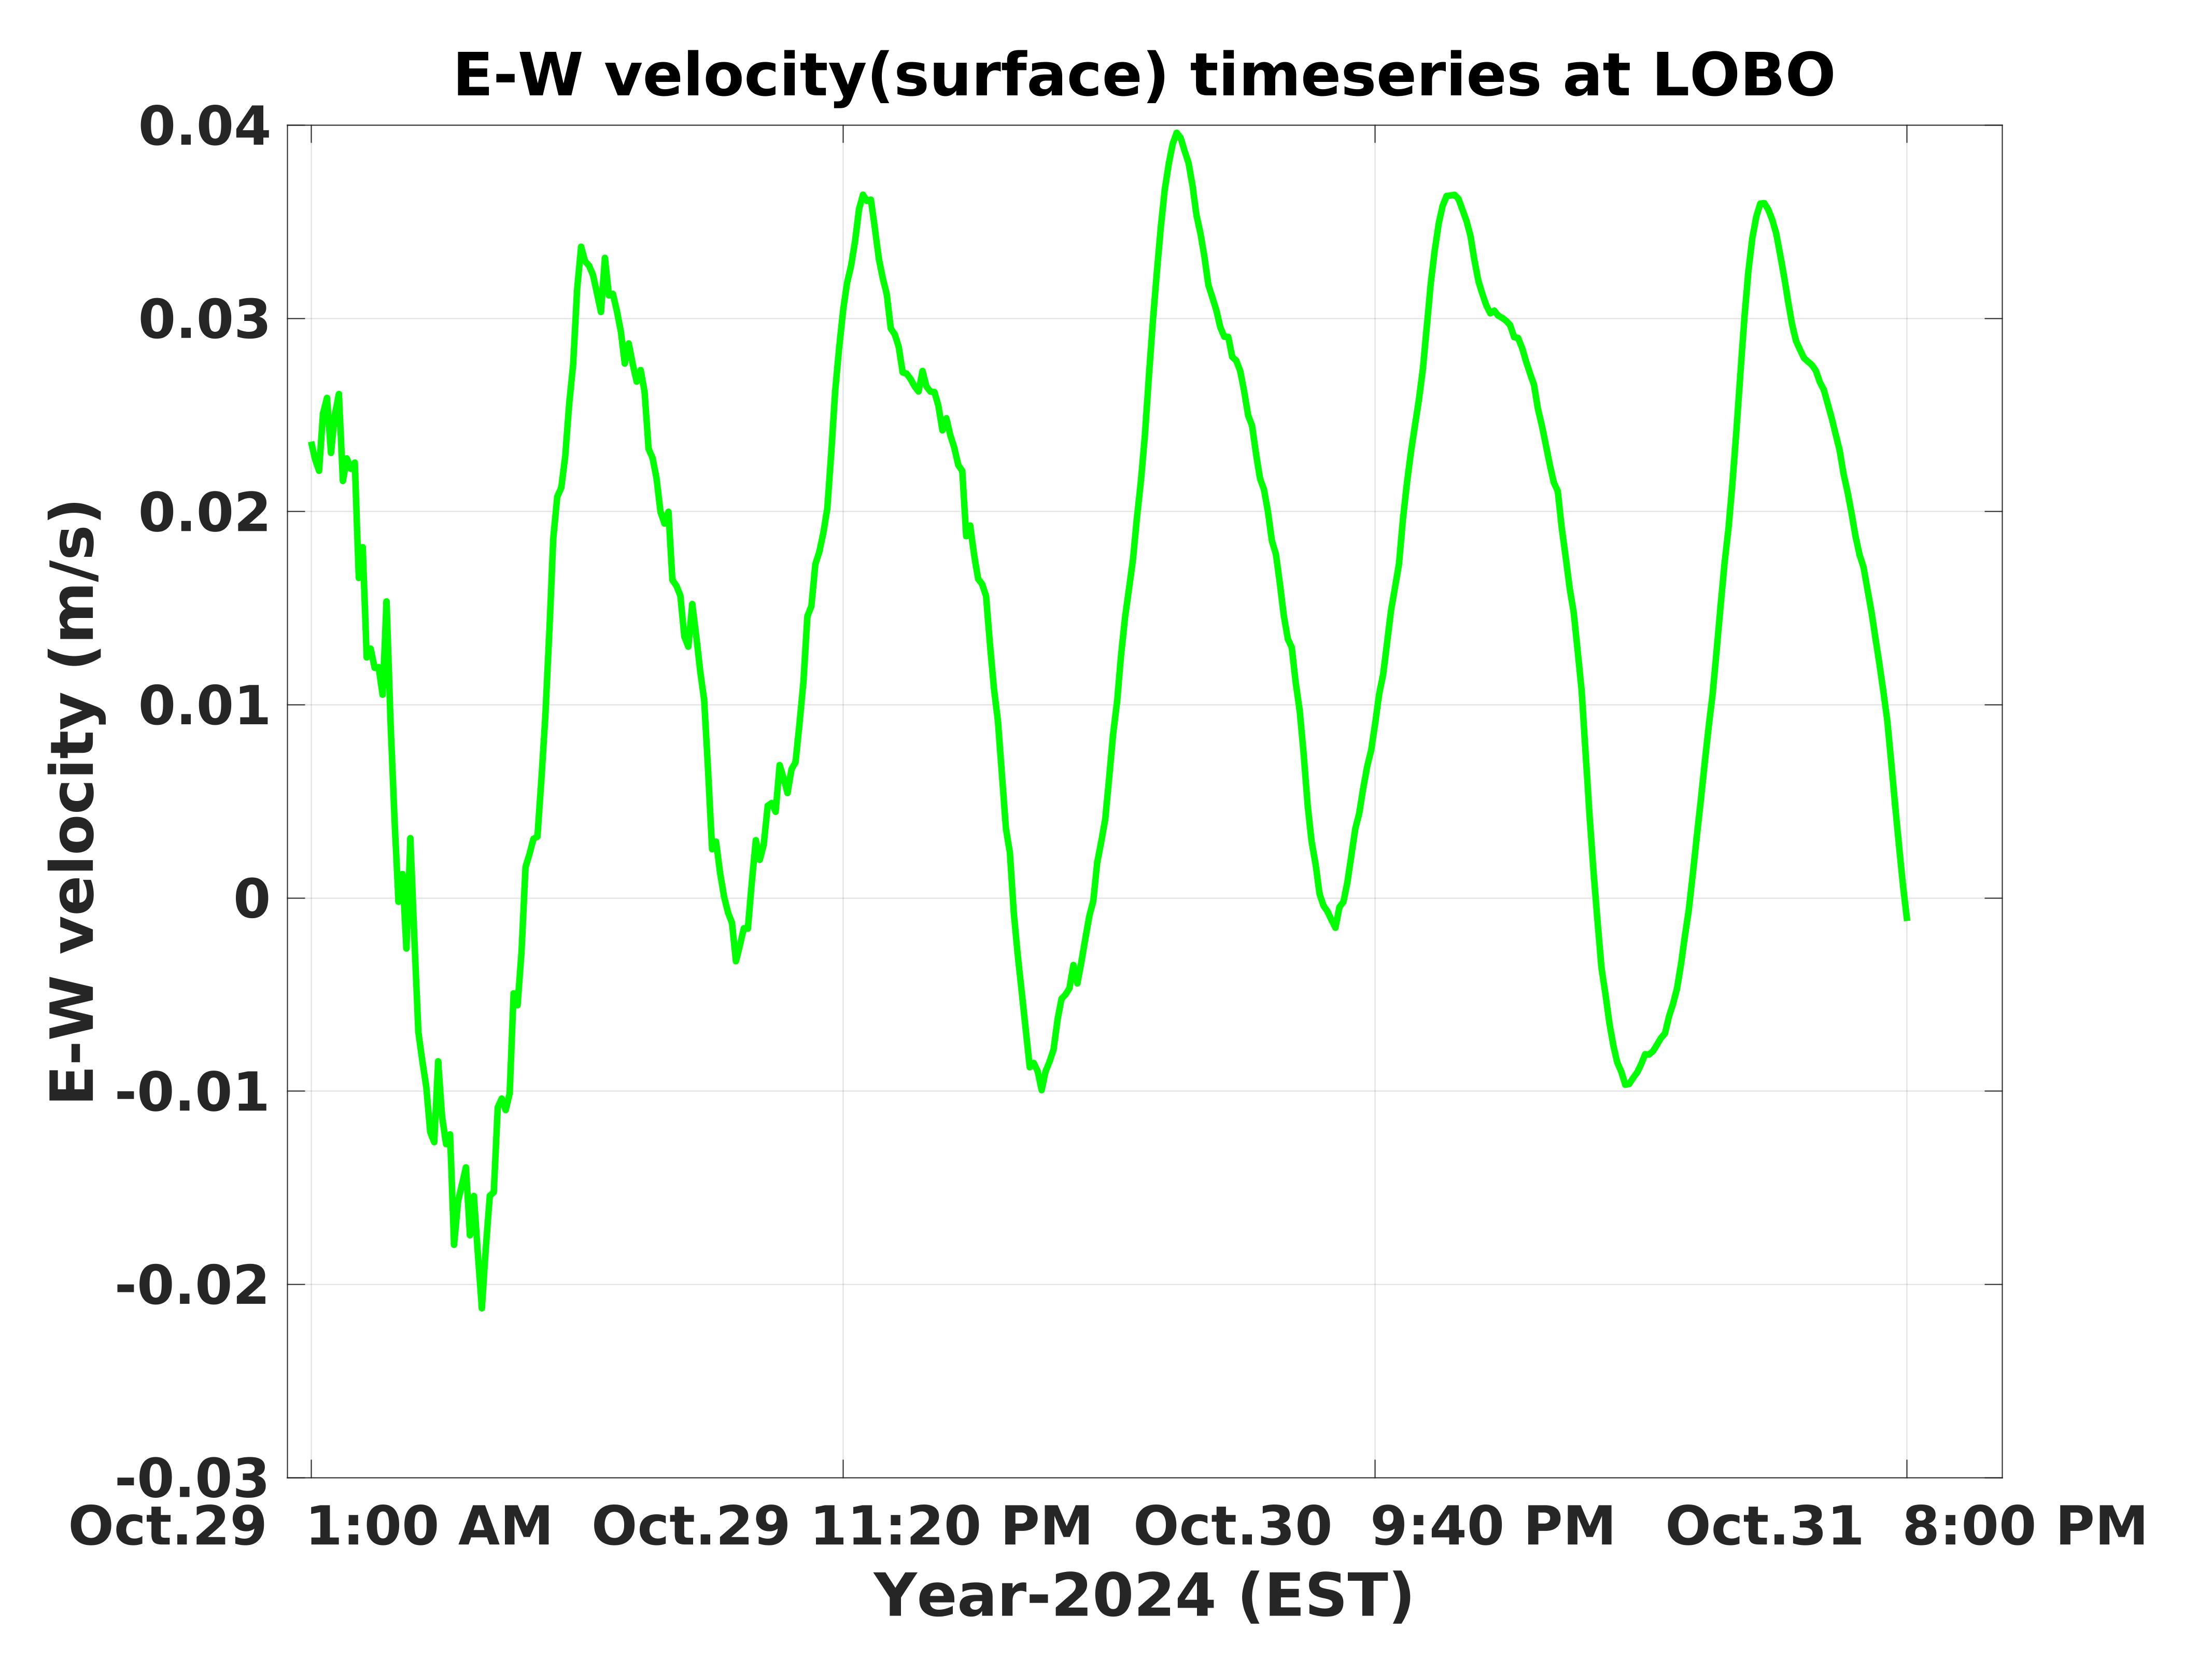 E-W velocity(surface) timeseries at LOBO
E-W velocity (m/s)
0.04
0.03
0.02
0.01
0
-0.01
-0.02
-0.03
Oct.29 1:00 AM Oct.29 11:20 PM Oct.30 9:40 PM Oct.31 8:00 PM
Year-2024 (EST)